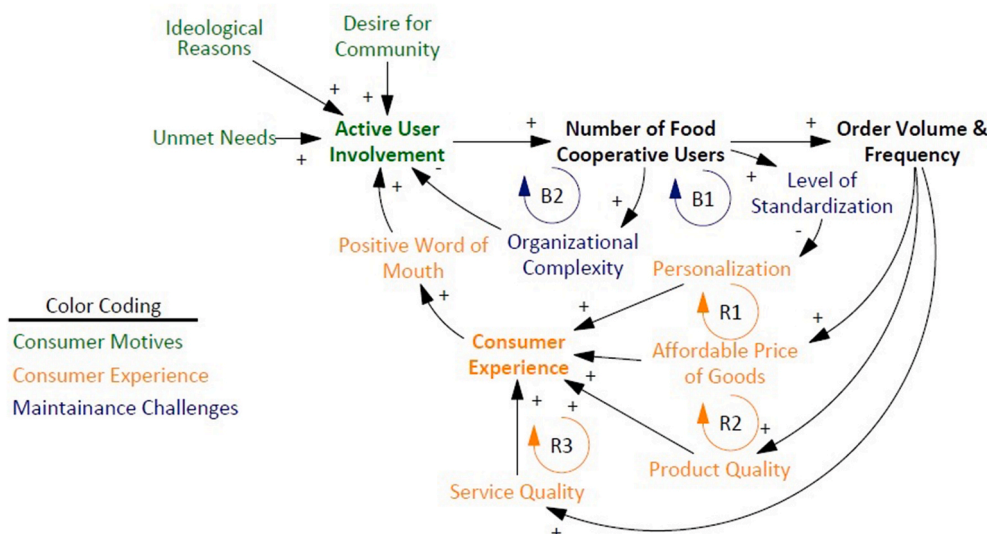 Ideological
Reasons
Desire for
Community
+
+
Unmet Needs
+
Active User
Involvement
+
Number of Food
Cooperative Users
+
Order Volume &
Frequency
-
+
B2
+
B1
+
Level of
Standardization
-
Positive Word of
Mouth
Organizational
Complexity
Personalization
+
+
R1
+
Color Coding
Consumer Motives
Consumer Experience
Maintainance Challenges
Consumer
Experience
Affordable Price
of Goods
+
+
+
R2
+
R3
Product Quality
Service Quality
+